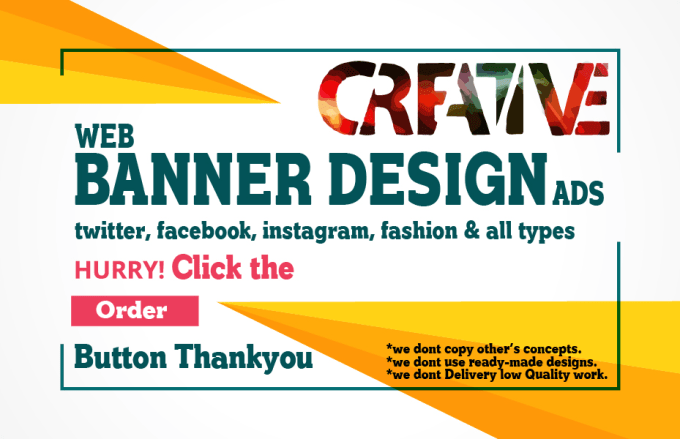 CREATIVE
WEB
BANNER DESIGN ADS
twitter, facebook, instagram, fashion & all types
HURRY! Click the
Order
Button Thankyou
*we dont copy other's concepts.
*we dont use ready-made designs.
*we dont Delivery low Quality work.